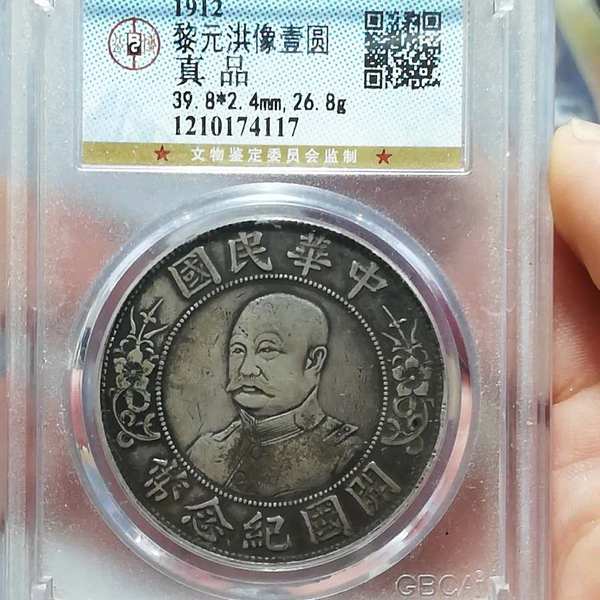 1912
黎元洪像壹圆
真品
39.8*2.4mm,26.8g
1210174117
★ 文物鉴定委员会监制 ★
中華民國
開國紀念幣
GBCA